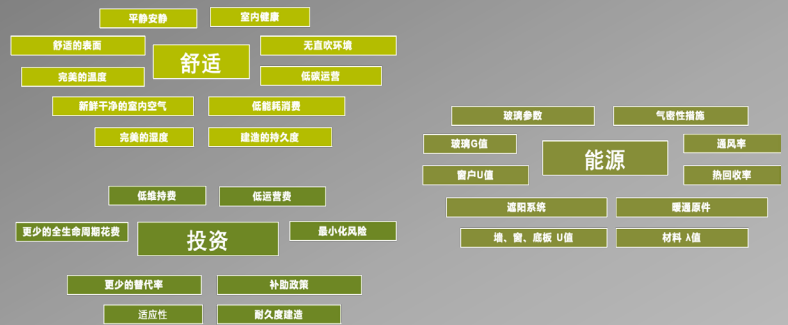 平静安静
室内健康
舒适的表面
舒适
无直吹环境
完美的温度
低碳运营
新鲜干净的室内空气
低能耗消费
完美的湿度
建造的持久度
低维持费
低运营费
更少的全生命周期花费
投资
最小化风险
更少的替代率
补助政策
适应性
耐久度建造
玻璃参数
气密性措施
玻璃G值
能源
通风率
窗户U值
热回收率
遮阳系统
暖通原件
墙、窗、底板 U值
材料 λ值